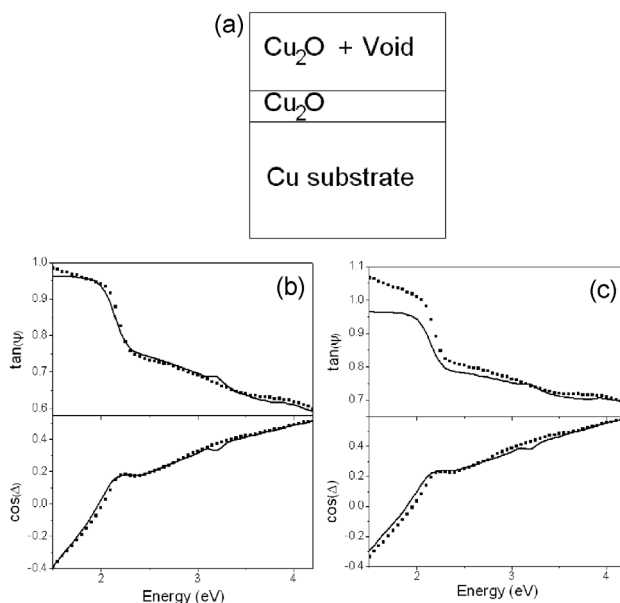 (a)
Cu₂O + Void
Cu₂O
Cu substrate
(b)
1.0
0.9
0.8
0.7
0.6
tan(ψ)
0.4
0.2
0.0
-0.2
-0.4
cos(Δ)
2
3
4
Energy (eV)
(c)
1.1
1.0
0.9
0.8
0.7
tan(ψ)
0.4
0.2
0.0
-0.2
-0.4
cos(Δ)
2
3
4
Energy (eV)